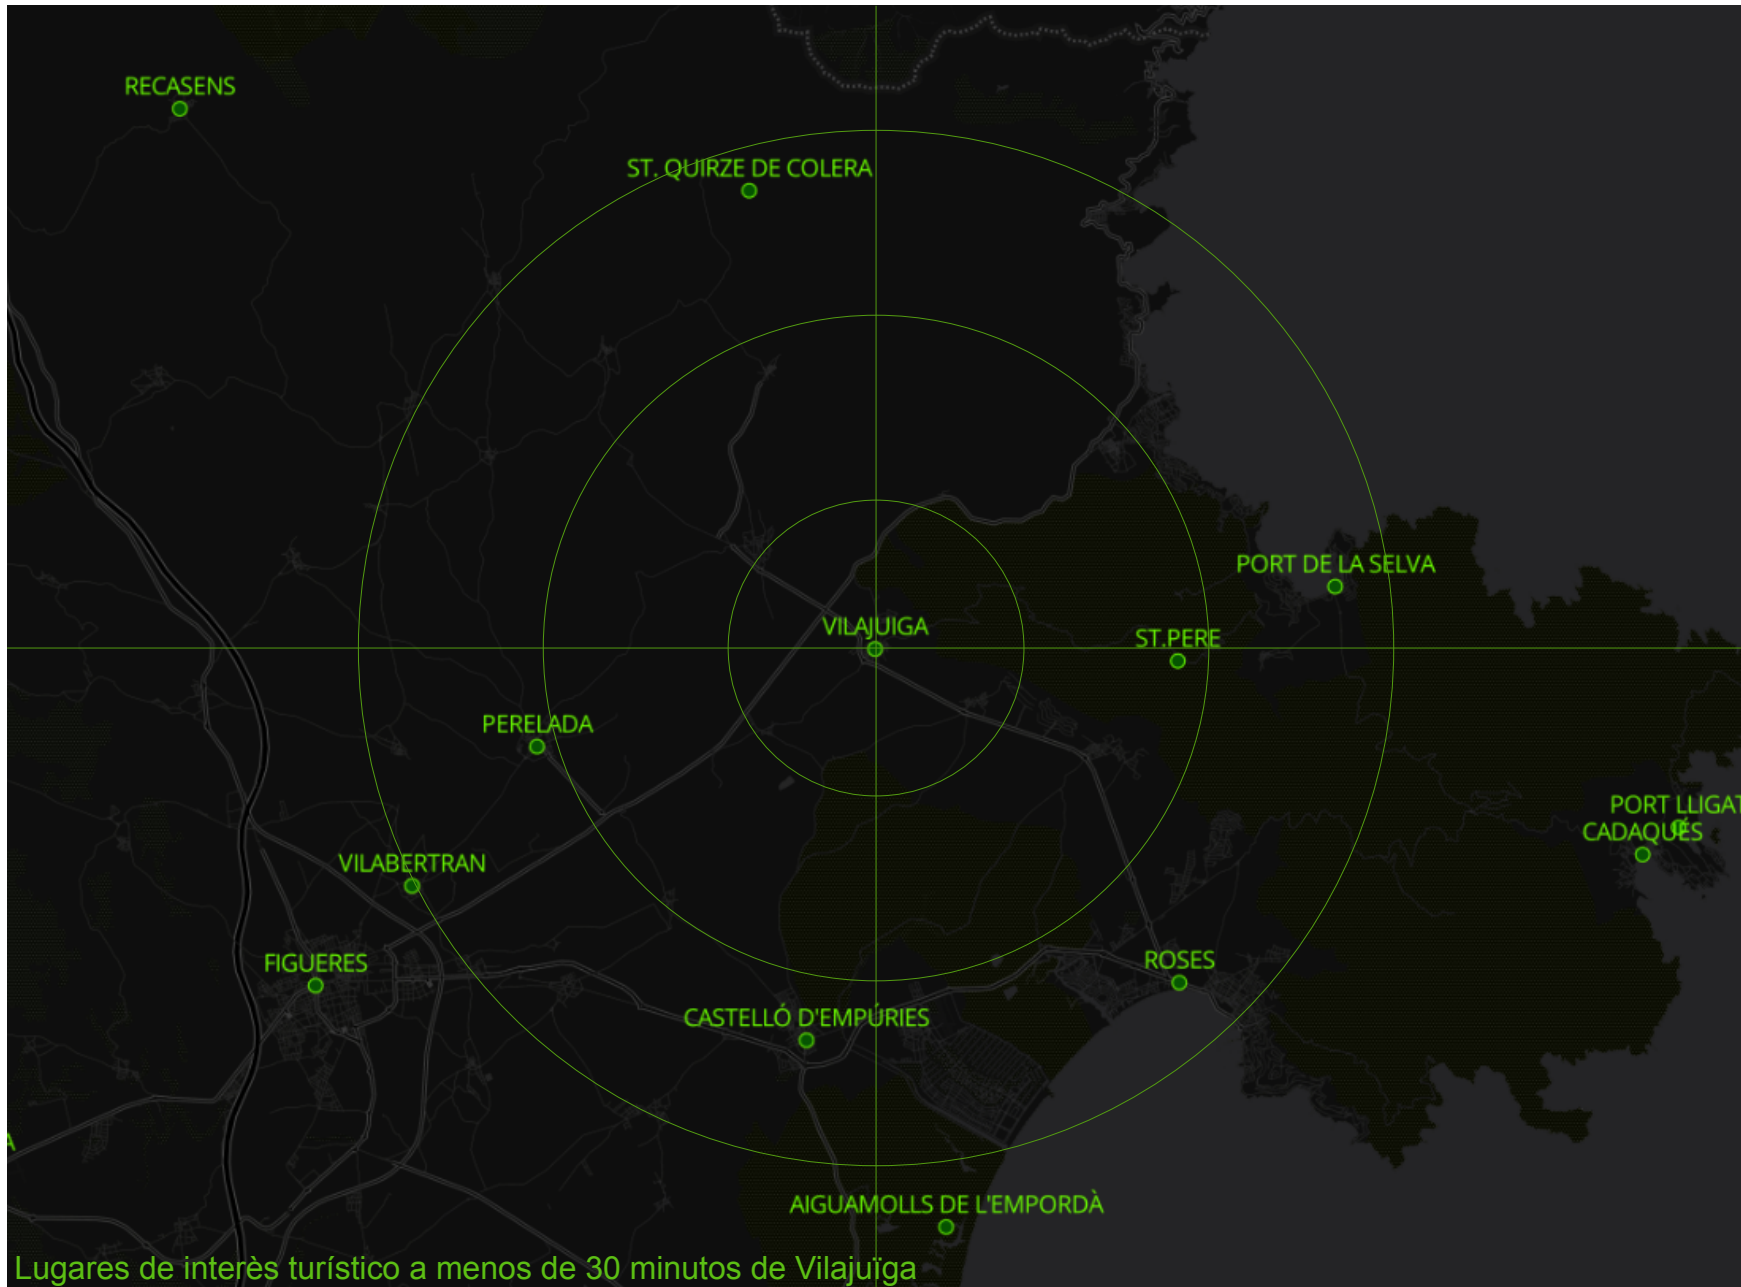 RECASENS
ST. QUIRZE DE COLERA
PORT DE LA SELVA
VILAJUIGA
ST.PERE
PERELADA
PORT LLIGAT
CADAQUÉS
VILABERTRAN
FIGUERES
ROSES
CASTELLÓ D'EMPÚRIES
A
AIGUAMOLLS DE L'EMPORDÀ
Lugares de interès turístico a menos de 30 minutos de Vilajuïga